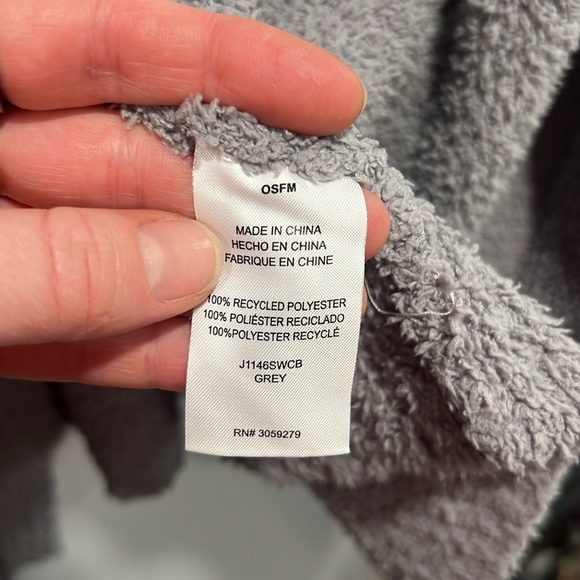 OSFM
MADE IN CHINA
HECHO EN CHINA
FABRIQUE EN CHINE
100% RECYCLED POLYESTER
100% POLIÉSTER RECICLADO
100%POLYESTER RECYCLÉ
J1146SWCB
GREY
RN# 3059279